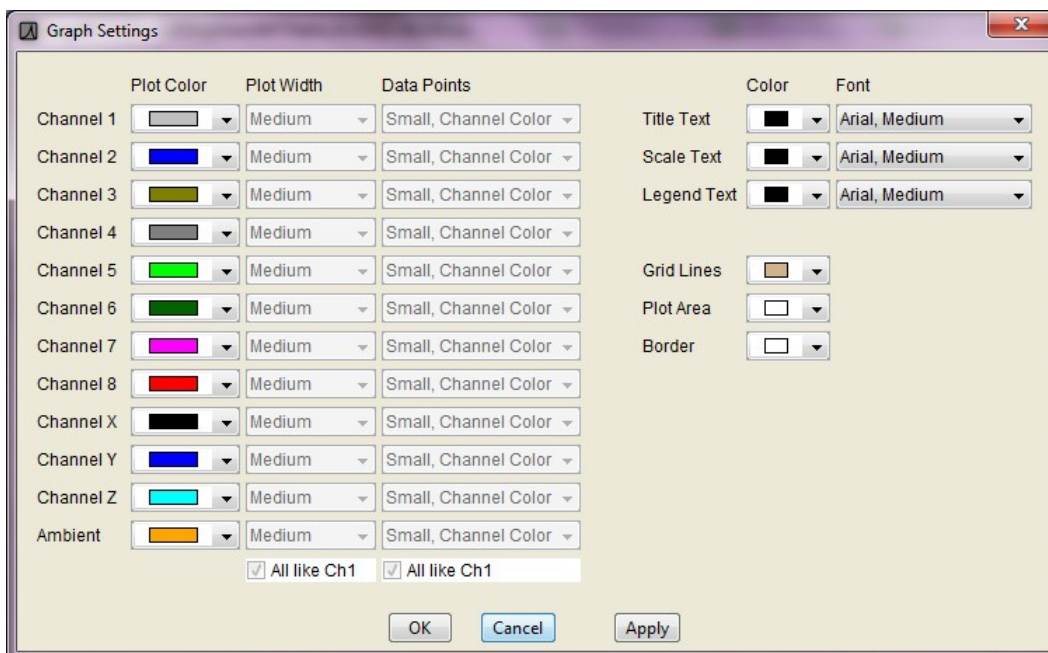 Graph Settings
Plot Color Plot Width Data Points Color Font
Channel 1 Medium Small, Channel Color Title Text Arial, Medium
Channel 2 Medium Small, Channel Color Scale Text Arial, Medium
Channel 3 Medium Small, Channel Color Legend Text Arial, Medium
Channel 4 Medium Small, Channel Color
Channel 5 Medium Small, Channel Color Grid Lines
Channel 6 Medium Small, Channel Color Plot Area
Channel 7 Medium Small, Channel Color Border
Channel 8 Medium Small, Channel Color
Channel X Medium Small, Channel Color
Channel Y Medium Small, Channel Color
Channel Z Medium Small, Channel Color
Ambient Medium Small, Channel Color
All like Ch1 All like Ch1
OK Cancel Apply